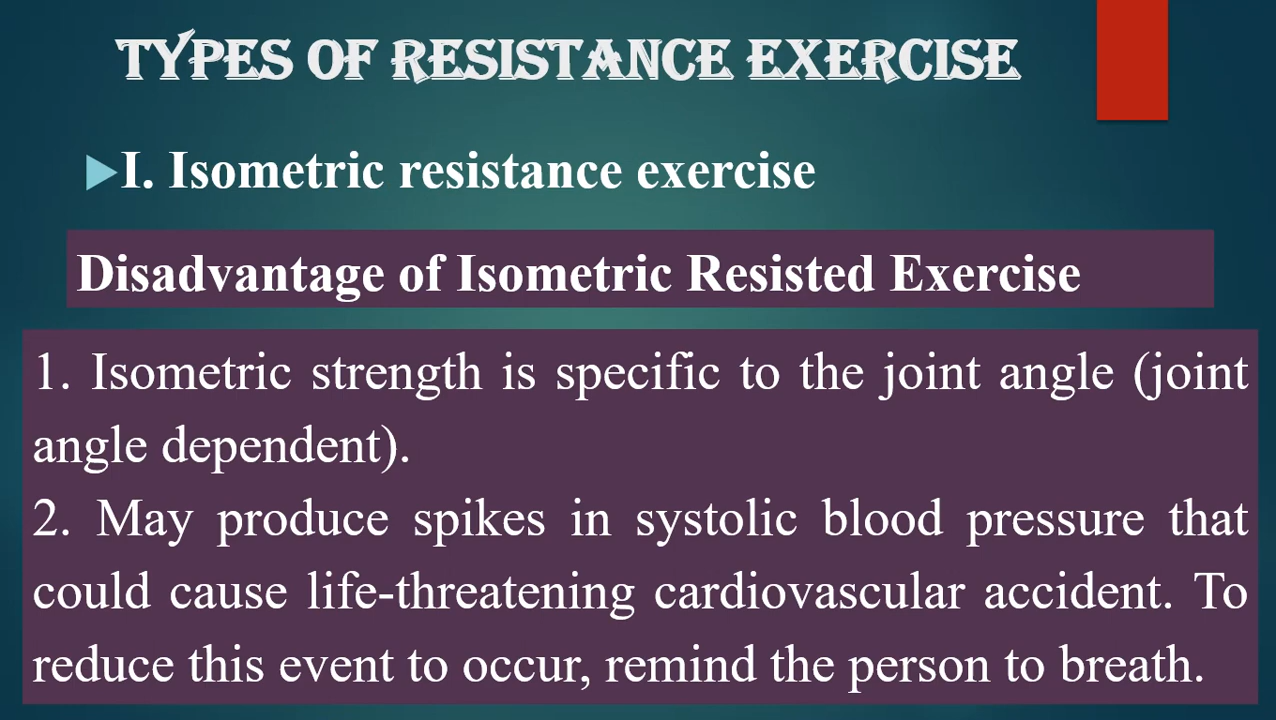 TYPES OF RESISTANCE EXERCISE
I. Isometric resistance exercise
Disadvantage of Isometric Resisted Exercise
1. Isometric strength is specific to the joint angle (joint
angle dependent).
2. May produce spikes in systolic blood pressure that
could cause life-threatening cardiovascular accident. To
reduce this event to occur, remind the person to breath.